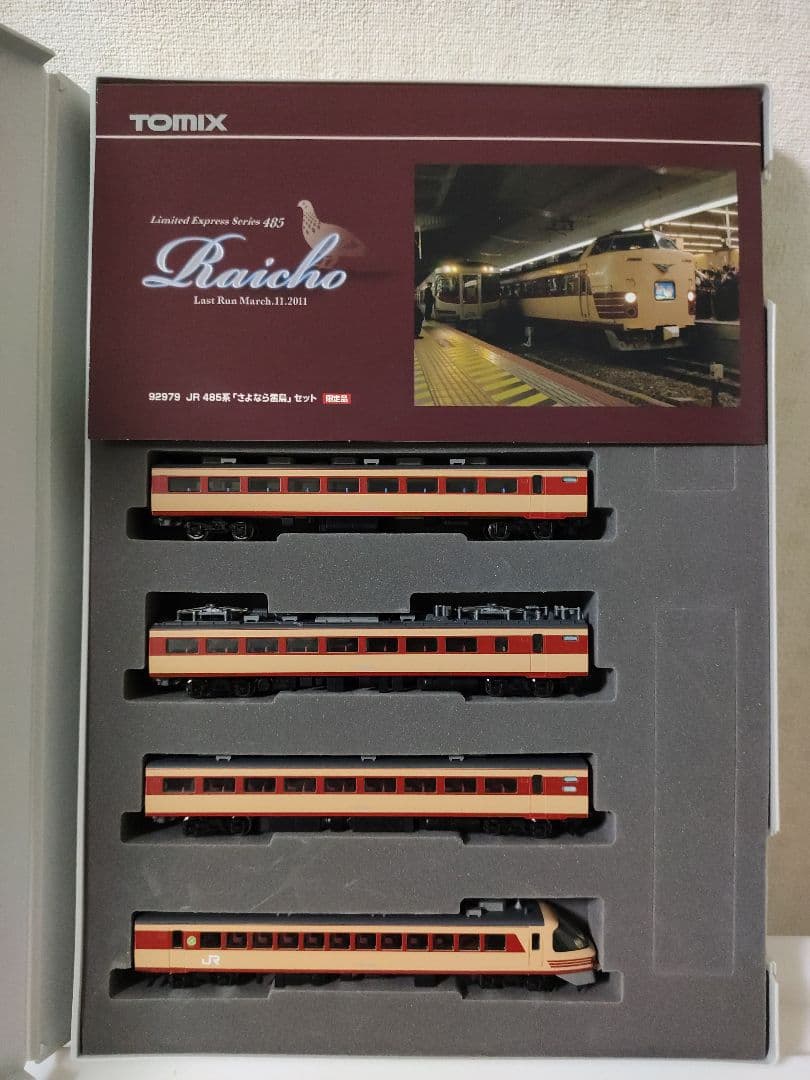 TOMIX
Limited Express Series 485
Raicho
Last Run March.11.2011
92979 JR 485系「さよなら雷鳥」セット 限定品
JR